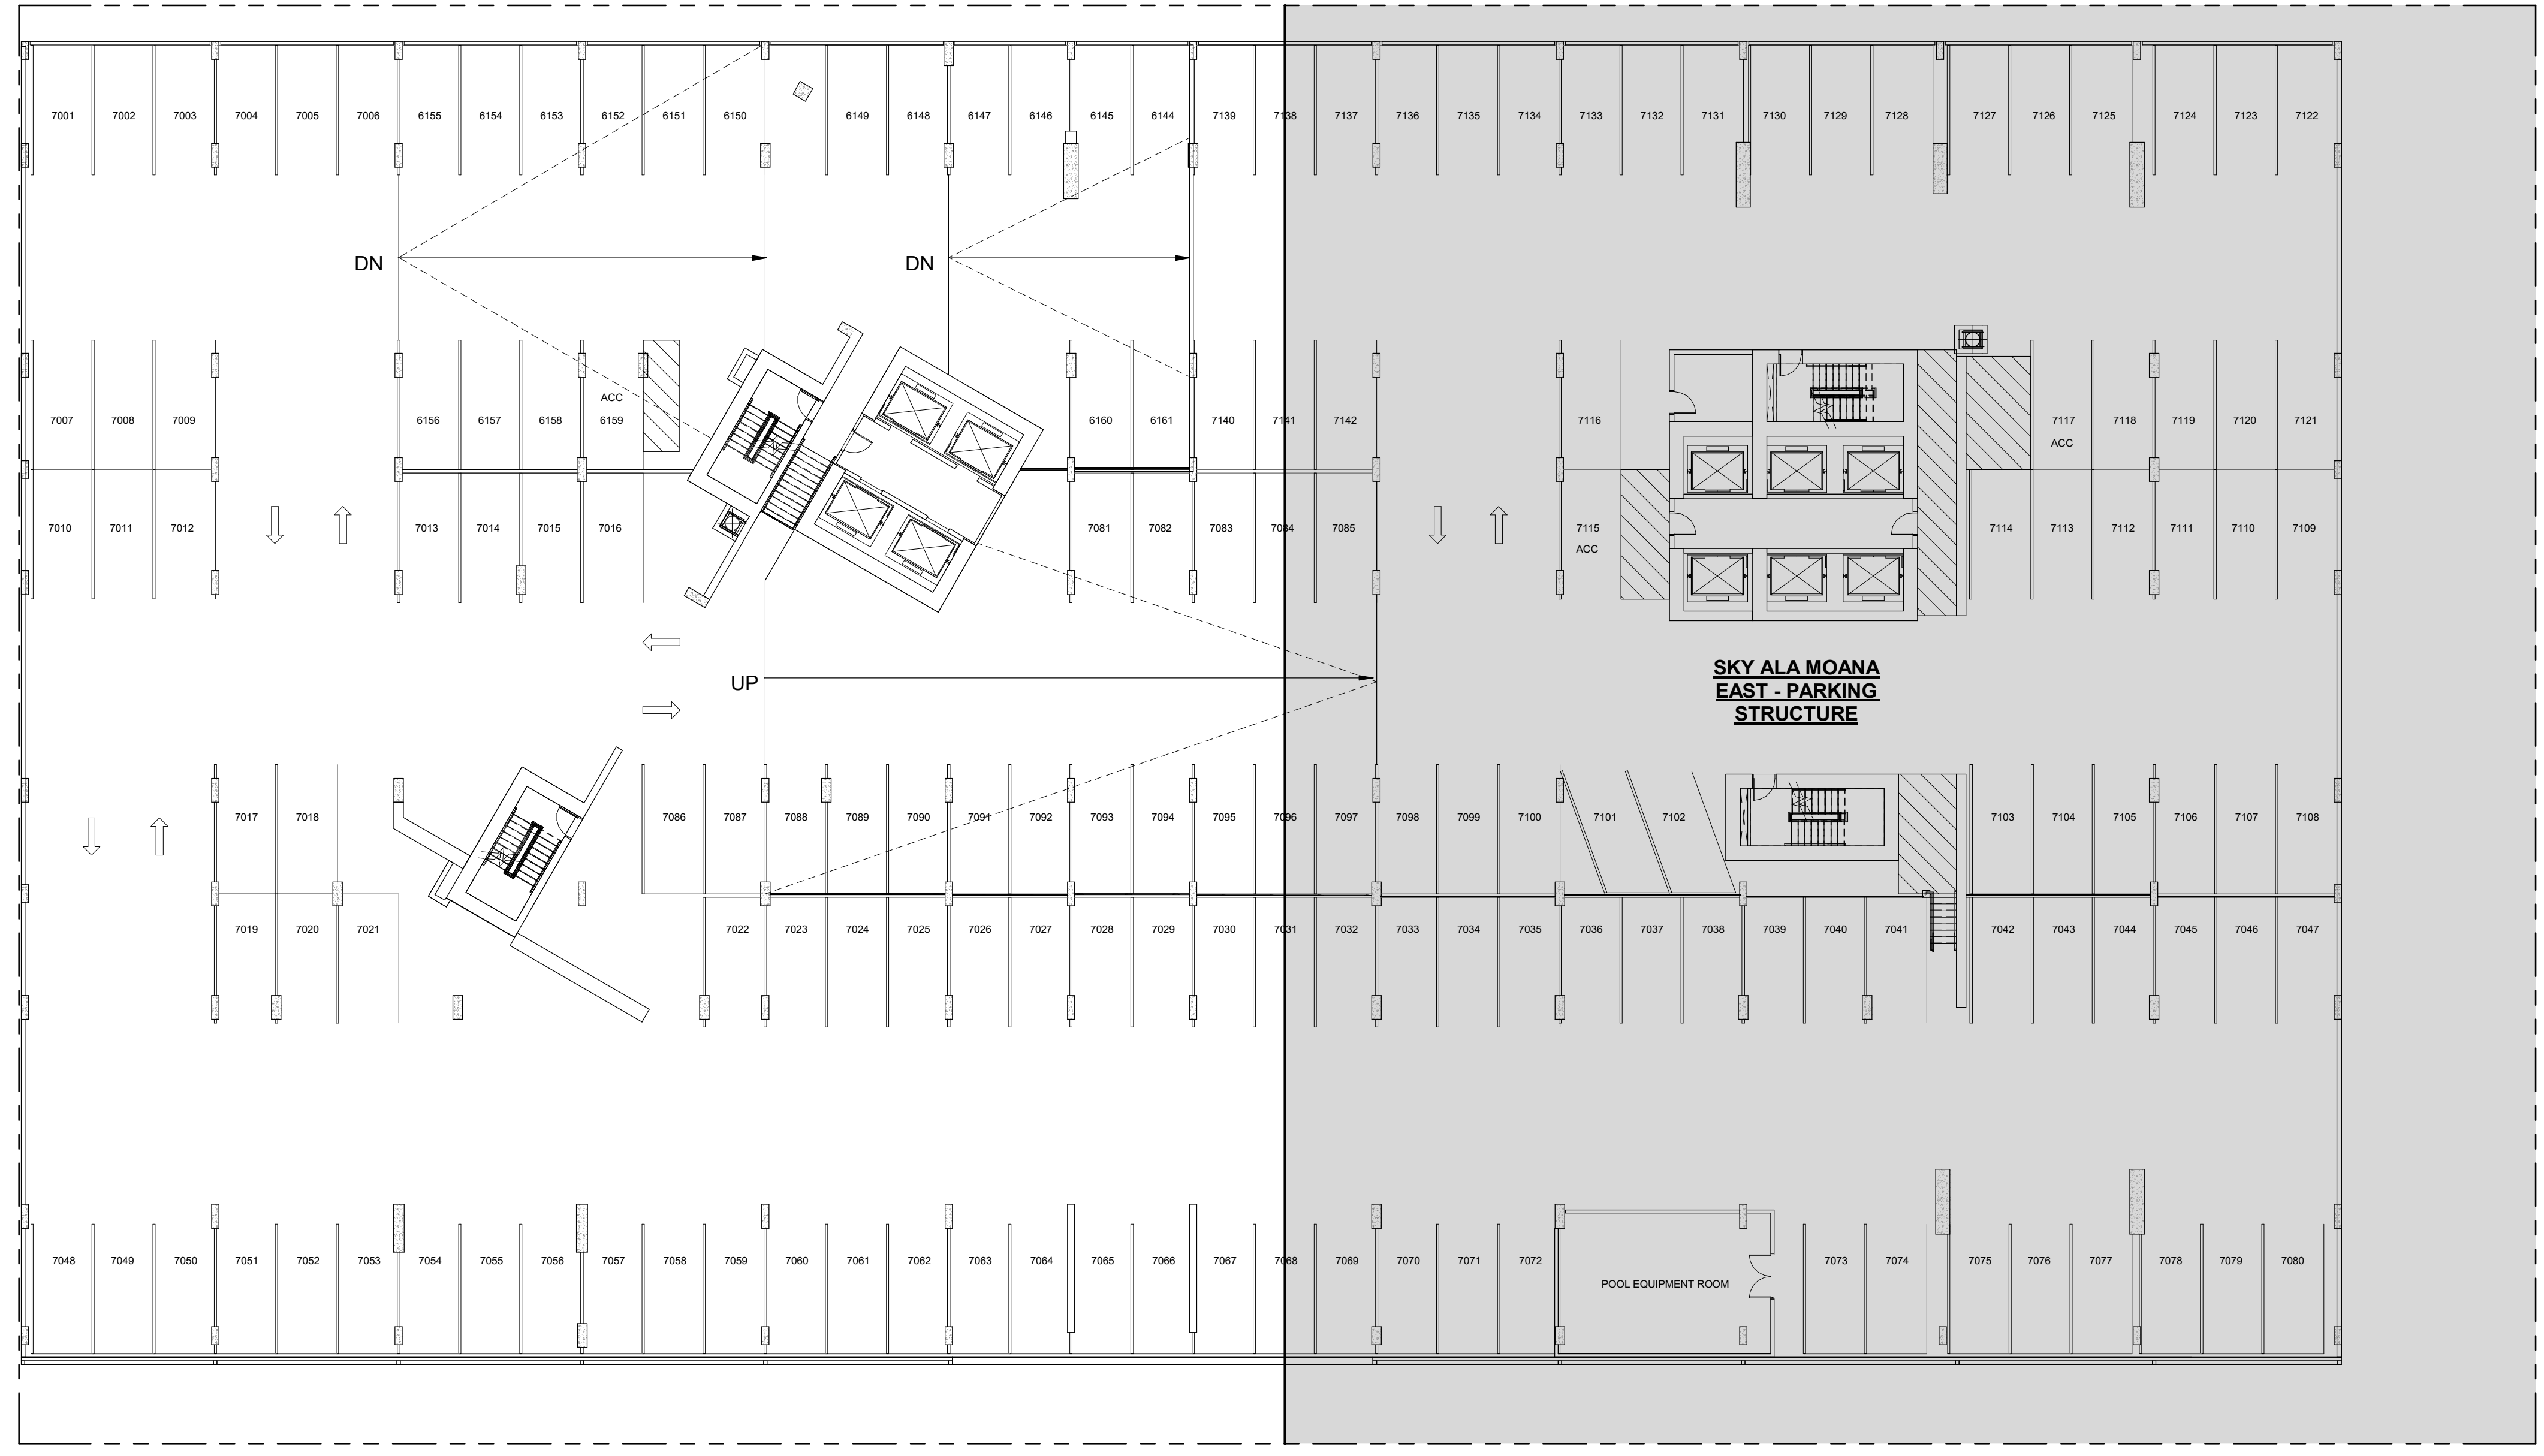 7001 7002 7003 7004 7005 7006 6155 6154 6153 6152 6151 6150 6149 6148 6147 6146 6145 6144 7139 7138 7137 7136 7135 7134 7133 7132 7131 7130 7129 7128 7127 7126 7125 7124 7123 7122
DN DN
ACC
7007 7008 7009 6156 6157 6158 6159 6160 6161 7140 7141 7142 7116 7117 7118 7119 7120 7121
ACC
7010 7011 7012 7013 7014 7015 7016 7081 7082 7083 7084 7085 7115 7114 7113 7112 7111 7110 7109
ACC
UP
SKY ALA MOANA
EAST - PARKING
STRUCTURE
7017 7018 7086 7087 7088 7089 7090 7091 7092 7093 7094 7095 7096 7097 7098 7099 7100 7101 7102 7103 7104 7105 7106 7107 7108
7019 7020 7021 7022 7023 7024 7025 7026 7027 7028 7029 7030 7031 7032 7033 7034 7035 7036 7037 7038 7039 7040 7041 7042 7043 7044 7045 7046 7047
7048 7049 7050 7051 7052 7053 7054 7055 7056 7057 7058 7059 7060 7061 7062 7063 7064 7065 7066 7067 7068 7069 7070 7071 7072 7073 7074 7075 7076 7077 7078 7079 7080
POOL EQUIPMENT ROOM